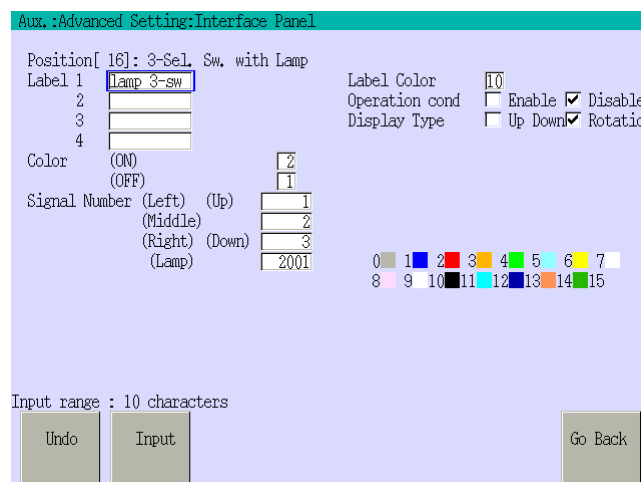 Aux.:Advanced Setting:Interface Panel
Position[ 16]: 3-Sel. Sw. with Lamp
Label 1 lamp 3-sw
2
3
4
Label Color 10
Operation cond Enable Disable
Display Type Up Down Rotatio
Color (ON) 2
(OFF) 1
Signal Number (Left) (Up) 1
(Middle) 2
(Right) (Down) 3
(Lamp) 2001
0 1 2 3 4 5 6 7
8 9 10 11 12 13 14 15
Input range : 10 characters
Undo Input Go Back